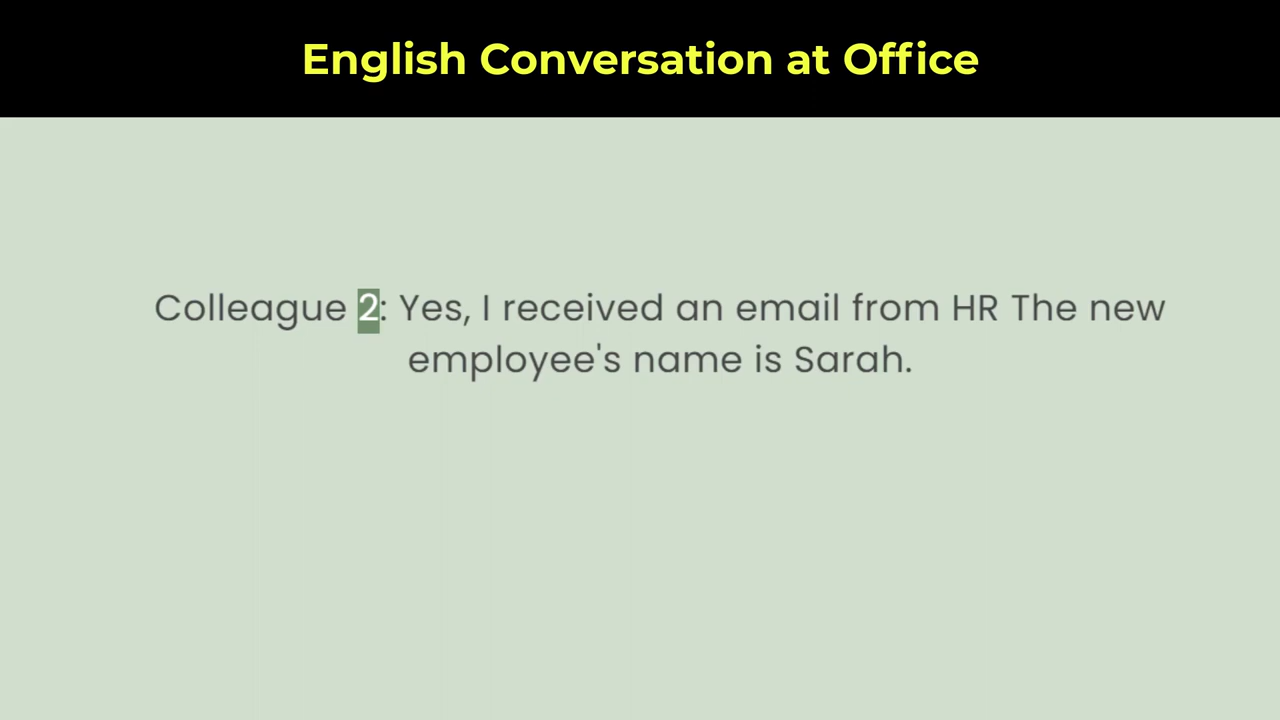 English Conversation at Office
Colleague 2: Yes, I received an email from HR The new
employee's name is Sarah.